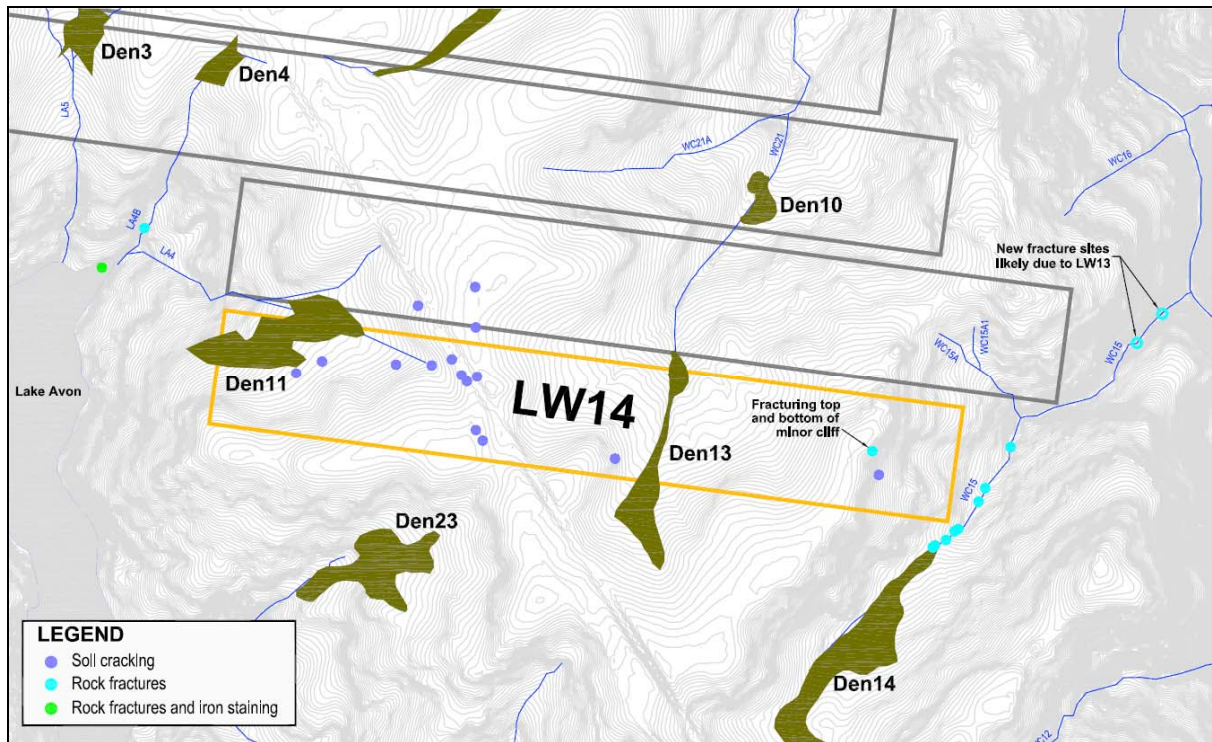 Den3
Den4
LA5
WC21A
WC21
WC16
Den10
LA4B
LA4
New fracture sites
likely due to LW13
WC15A1
WC15A
WC15
Lake Avon
Den11
LW14
Fracturing top
and bottom of
minor cliff
Den13
WC15
Den23
LEGEND
Soil cracking
Rock fractures
Rock fractures and iron staining
Den14
WC12